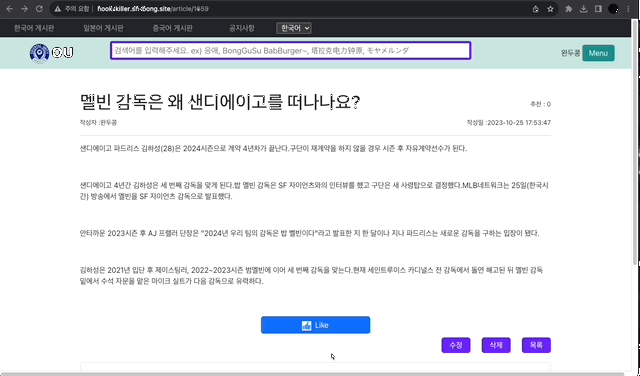 주의 요함
/article/1659
한국어 게시판 일본어 게시판 중국어 게시판 공지사항 한국어
OU
검색어를 입력해주세요. ex) 응애, BongGuSu BabBurger~, 塔拉克电力钟原, モヤメルンダ
완두콩 Menu
멜빈 감독은 왜 샌디에이고를 떠나나요?
추천 : 0
작성자 :완두콩
작성일 :2023-10-25 17:53:47
샌디에이고 파드리스 김하성(28)은 2024시즌으로 계약 4년차가 끝난다.구단이 재계약을 하지 않을 경우 시즌 후 자유계약선수가 된다.
샌디에이고 4년간 김하성은 세 번째 감독을 맞게 된다.밥 멜빈 감독은 SF 자이언츠와의 인터뷰를 했고 구단은 새 사령탑으로 결정했다.MLB네트워크는 25일(한국시
간) 방송에서 멜빈을 SF 자이언츠 감독으로 발표했다.
안타까운 2023시즌 후 AJ 프렐러 단장은 "2024년 우리 팀의 감독은 밥 멜빈이다"라고 발표한 지 한 달이나 지나 파드리스는 새로운 감독을 구하는 입장이 됐다.
김하성은 2021년 입단 후 제이스팅러, 2022~2023시즌 범멜빈에 이어 세 번째 감독을 맞는다.현재 세인트루이스 카디널스 전 감독에서 돌연 해고된 뒤 멜빈 감독
밑에서 수석 자문을 맡은 마이크 실트가 다음 감독으로 유력하다.
Like
수정 삭제 목록